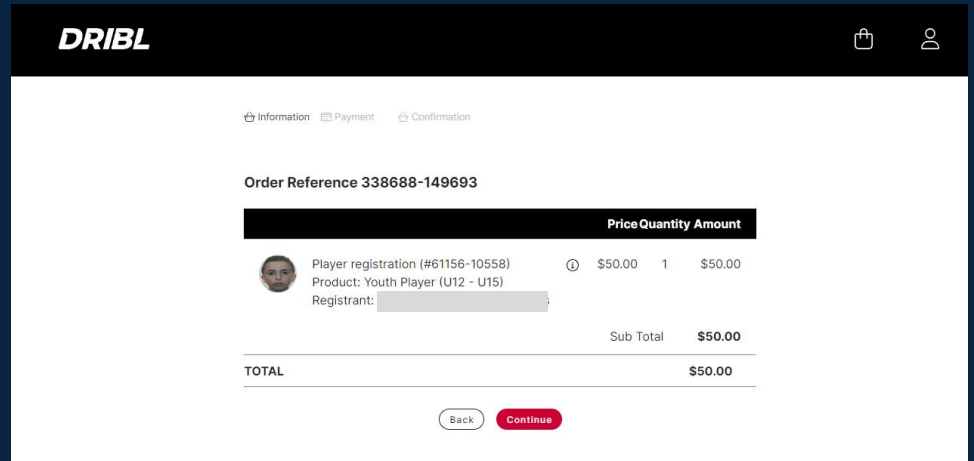 DRIBL
Information Payment Confirmation
Order Reference 338688-149693
Price Quantity Amount
Player registration (#61156-10558) $50.00 1 $50.00
Product: Youth Player (U12 - U15)
Registrant:
Sub Total $50.00
TOTAL $50.00
Back Continue